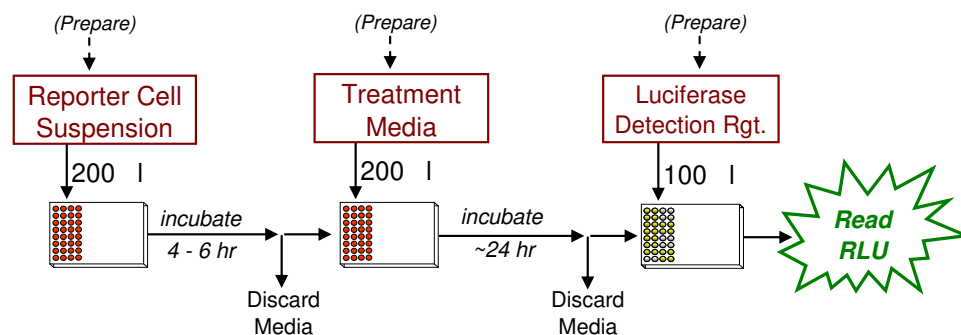 (Prepare)
(Prepare)
(Prepare)
Reporter Cell
Suspension
Treatment
Media
Luciferase
Detection Rgt.
200 l
200 l
100 l
incubate
4 - 6 hr
incubate
~24 hr
Read
RLU
Discard
Media
Discard
Media